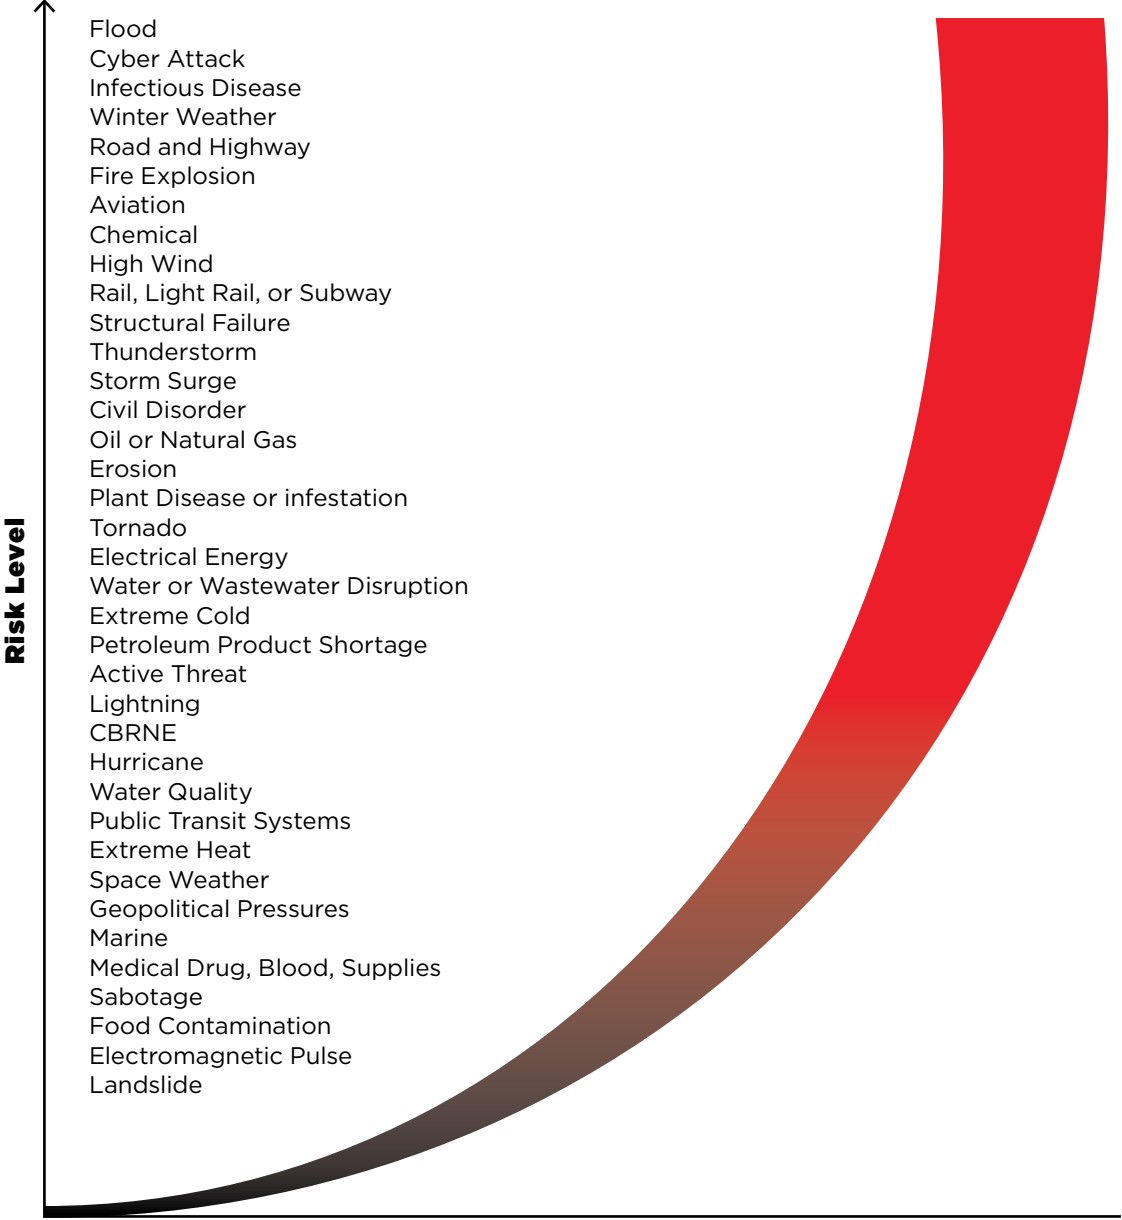 Flood
Cyber Attack
Infectious Disease
Winter Weather
Road and Highway
Fire Explosion
Aviation
Chemical
High Wind
Rail, Light Rail, or Subway
Structural Failure
Thunderstorm
Storm Surge
Civil Disorder
Oil or Natural Gas
Erosion
Plant Disease or infestation
Tornado
Electrical Energy
Water or Wastewater Disruption
Extreme Cold
Petroleum Product Shortage
Active Threat
Lightning
CBRNE
Hurricane
Water Quality
Public Transit Systems
Extreme Heat
Space Weather
Geopolitical Pressures
Marine
Medical Drug, Blood, Supplies
Sabotage
Food Contamination
Electromagnetic Pulse
Landslide
Risk Level